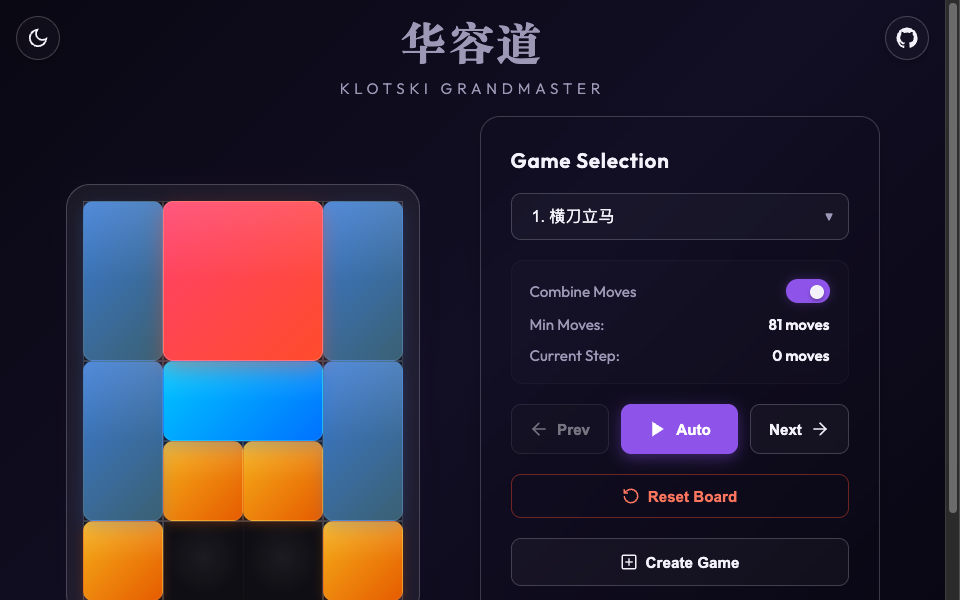 华容道
KLOTSKI GRANDMASTER
Game Selection
1. 横刀立马
Combine Moves
Min Moves: 81 moves
Current Step: 0 moves
Prev Auto Next
Reset Board
Create Game